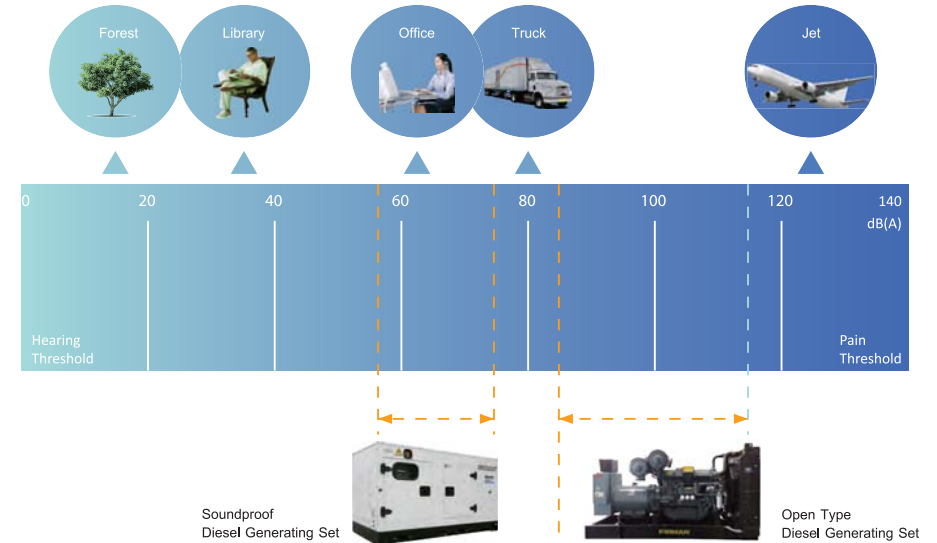 Forest
Library
Office
Truck
Jet
0
20
40
60
80
100
120
140
dB(A)
Hearing
Threshold
Pain
Threshold
Soundproof
Diesel Generating Set
Open Type
Diesel Generating Set